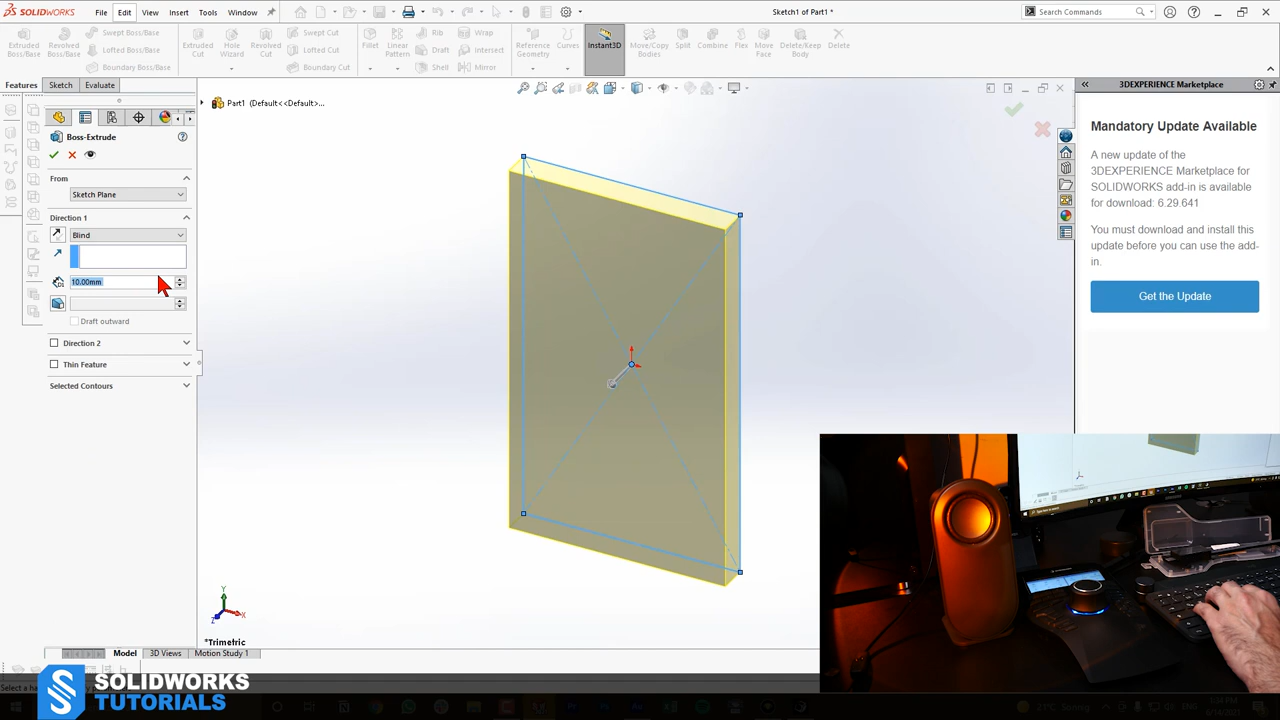 SOLIDWORKS
File
Edit
View
Insert
Tools
Window
Sketch1 of Part1 *
Search Commands
Extruded Boss/Base
Revolved Boss/Base
Swept Boss/Base
Lofted Boss/Base
Boundary Boss/Base
Extruded Cut
Hole Wizard
Revolved Cut
Swept Cut
Lofted Cut
Boundary Cut
Fillet
Linear Pattern
Rib
Draft
Shell
Wrap
Intersect
Mirror
Reference Geometry
Curves
Instant3D
Move/Copy Bodies
Split
Combine
Flex
Move Face
Delete/Keep Body
Delete
Features
Sketch
Evaluate
Part1 (Default<<Default>...
Boss-Extrude
From
Sketch Plane
Direction 1
Blind
10.00mm
Draft outward
Direction 2
Thin Feature
Selected Contours
3DEXPERIENCE Marketplace
Mandatory Update Available
A new update of the
3DEXPERIENCE Marketplace for
SOLIDWORKS add-in is available
for download: 6.29.641
You must download and install this
update before you can use the add-
in.
Get the Update
Y
X
Z
*Trimetric
Model
3D Views
Motion Study 1
SOLIDWORKS
TUTORIALS